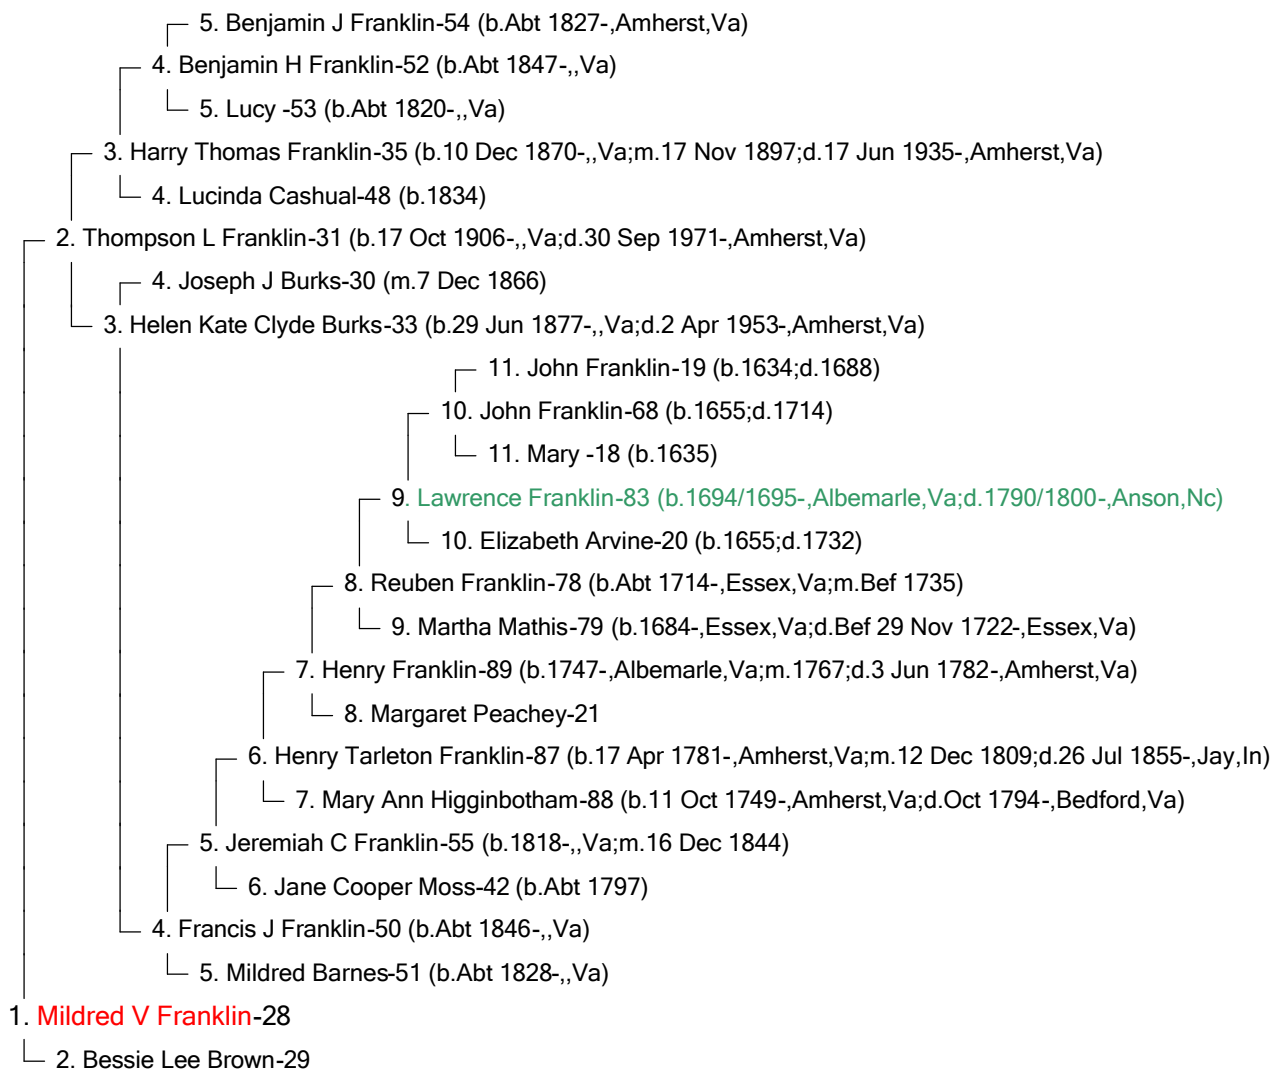 5. Benjamin J Franklin-54 (b.Abt 1827-,Amherst,Va)
4. Benjamin H Franklin-52 (b.Abt 1847-,,Va)
5. Lucy -53 (b.Abt 1820-,,Va)
3. Harry Thomas Franklin-35 (b.10 Dec 1870-,,Va;m.17 Nov 1897;d.17 Jun 1935-,Amherst,Va)
4. Lucinda Cashual-48 (b.1834)
2. Thompson L Franklin-31 (b.17 Oct 1906-,,Va;d.30 Sep 1971-,Amherst,Va)
4. Joseph J Burks-30 (m.7 Dec 1866)
3. Helen Kate Clyde Burks-33 (b.29 Jun 1877-,,Va;d.2 Apr 1953-,Amherst,Va)
11. John Franklin-19 (b.1634;d.1688)
10. John Franklin-68 (b.1655;d.1714)
11. Mary -18 (b.1635)
9. Lawrence Franklin-83 (b.1694/1695-,Albemarle,Va;d.1790/1800-,Anson,Nc)
10. Elizabeth Arvine-20 (b.1655;d.1732)
8. Reuben Franklin-78 (b.Abt 1714-,Essex,Va;m.Bef 1735)
9. Martha Mathis-79 (b.1684-,Essex,Va;d.Bef 29 Nov 1722-,Essex,Va)
7. Henry Franklin-89 (b.1747-,Albemarle,Va;m.1767;d.3 Jun 1782-,Amherst,Va)
8. Margaret Peachey-21
6. Henry Tarleton Franklin-87 (b.17 Apr 1781-,Amherst,Va;m.12 Dec 1809;d.26 Jul 1855-,Jay,In)
7. Mary Ann Higginbotham-88 (b.11 Oct 1749-,Amherst,Va;d.Oct 1794-,Bedford,Va)
5. Jeremiah C Franklin-55 (b.1818-,,Va;m.16 Dec 1844)
6. Jane Cooper Moss-42 (b.Abt 1797)
4. Francis J Franklin-50 (b.Abt 1846-,,Va)
5. Mildred Barnes-51 (b.Abt 1828-,,Va)
1. Mildred V Franklin-28
2. Bessie Lee Brown-29